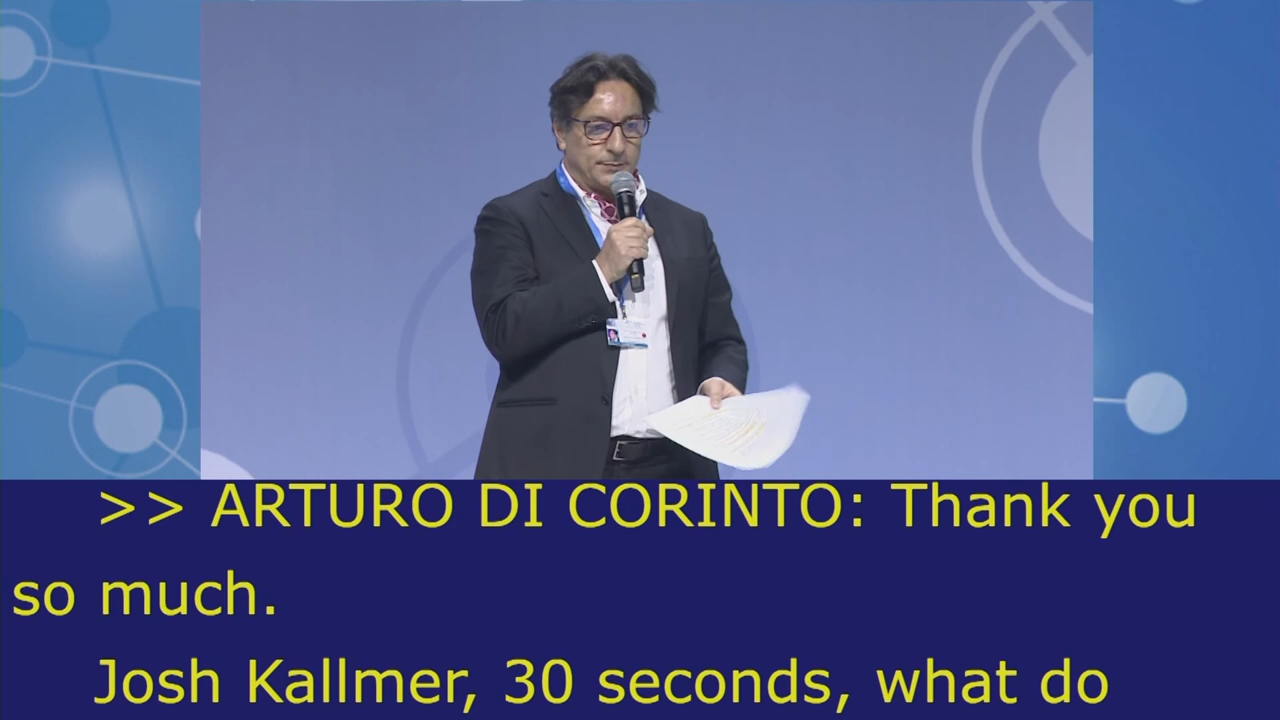 >> ARTURO DI CORINTO: Thank you
so much.
Josh Kallmer, 30 seconds, what do